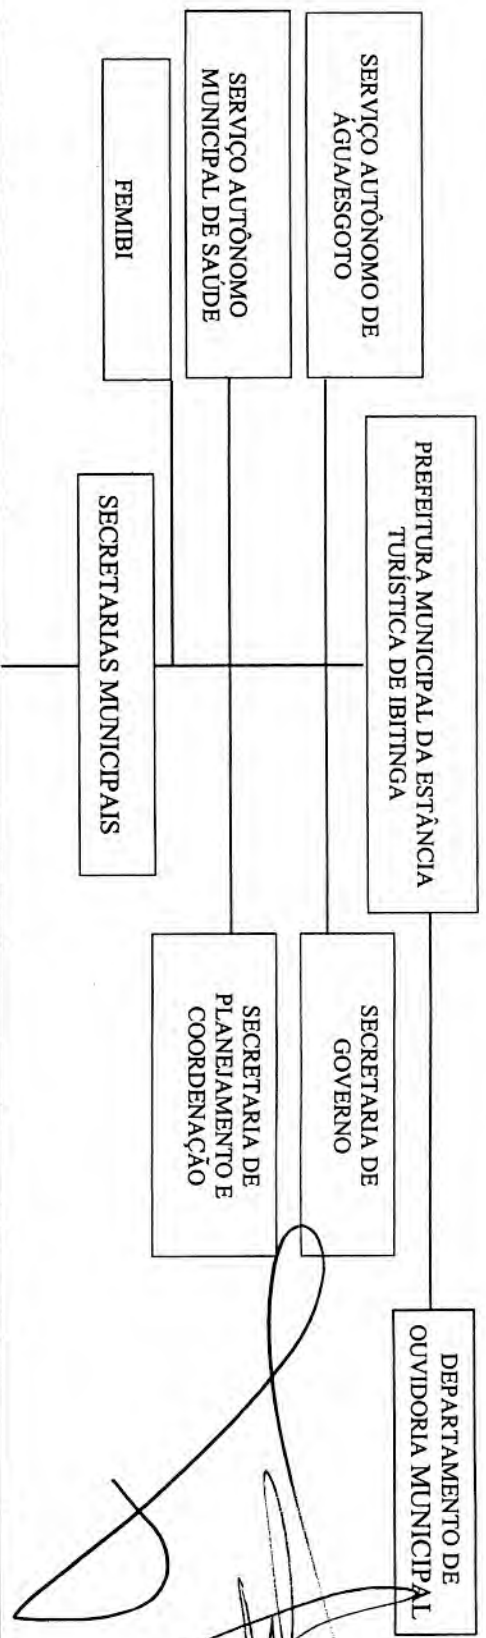 PREFEITURA MUNICIPAL DA ESTÂNCIA
TURÍSTICA DE IBITINGA
DEPARTAMENTO DE
OUVIDORIA MUNICIPAL
SERVIÇO AUTÔNOMO DE
ÁGUA/ESGOTO
SECRETARIA DE
GOVERNO
SERVIÇO AUTÔNOMO
MUNICIPAL DE SAÚDE
SECRETARIA DE
PLANEJAMENTO E
COORDENAÇÃO
FEMIBI
SECRETARIAS MUNICIPAIS